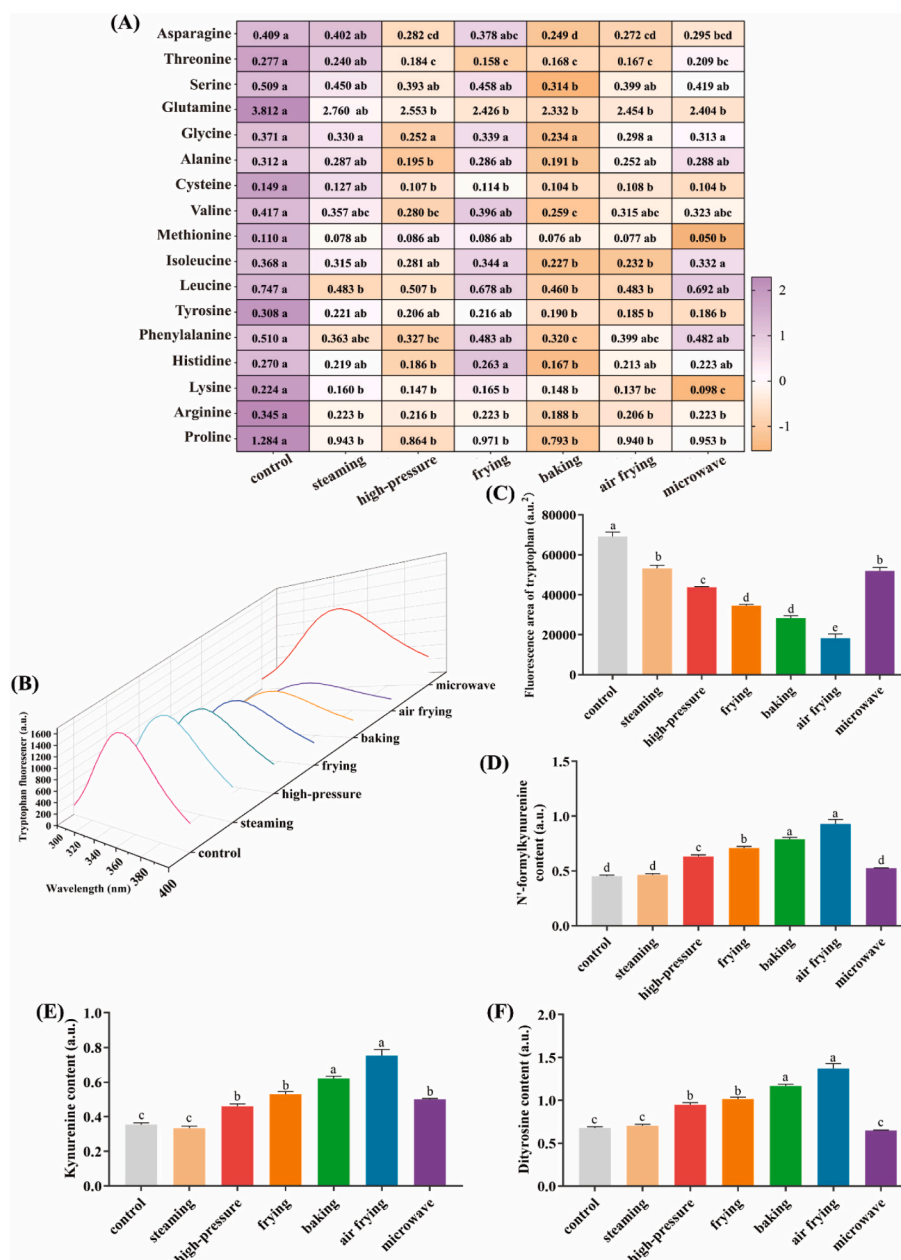 (A)
Asparagine 0.409 a 0.402 ab 0.282 cd 0.378 abc 0.249 d 0.272 cd 0.295 bcd
Threonine 0.277 a 0.240 ab 0.184 c 0.158 c 0.168 c 0.167 c 0.209 bc
Serine 0.509 a 0.450 ab 0.393 ab 0.458 ab 0.314 b 0.399 ab 0.419 ab
Glutamine 3.812 a 2.760 ab 2.553 b 2.426 b 2.332 b 2.454 b 2.404 b
Glycine 0.371 a 0.330 a 0.252 a 0.339 a 0.234 a 0.298 a 0.313 a
Alanine 0.312 a 0.287 ab 0.195 b 0.286 ab 0.191 b 0.252 ab 0.288 ab
Cysteine 0.149 a 0.127 ab 0.107 b 0.114 b 0.104 b 0.108 b 0.104 b
Valine 0.417 a 0.357 abc 0.280 bc 0.396 ab 0.259 c 0.315 abc 0.323 abc
Methionine 0.110 a 0.078 ab 0.086 ab 0.086 ab 0.076 ab 0.077 ab 0.050 b
Isoleucine 0.368 a 0.315 ab 0.281 ab 0.344 a 0.227 b 0.232 b 0.332 a
Leucine 0.747 a 0.483 b 0.507 b 0.678 ab 0.460 b 0.483 b 0.692 ab
Tyrosine 0.308 a 0.221 ab 0.206 ab 0.216 ab 0.190 b 0.185 b 0.186 b
Phenylalanine 0.510 a 0.363 abc 0.327 bc 0.483 ab 0.320 c 0.399 abc 0.482 ab
Histidine 0.270 a 0.219 ab 0.186 b 0.263 a 0.167 b 0.213 ab 0.223 ab
Lysine 0.224 a 0.160 b 0.147 b 0.165 b 0.148 b 0.137 bc 0.098 c
Arginine 0.345 a 0.223 b 0.216 b 0.223 b 0.188 b 0.206 b 0.223 b
Proline 1.284 a 0.943 b 0.864 b 0.971 b 0.793 b 0.940 b 0.953 b
control steaming high-pressure frying baking air frying microwave
2
1
0
-1
(B)
Tryptophan fluoresencr (a.u.)
1600
1400
1200
1000
800
600
400
200
0
300 320 340 360 380 400
Wavelength (nm)
control
steaming
high-pressure
frying
baking
air frying
microwave
(C)
Fluorescence area of tryptophan (a.u.²)
80000
60000
40000
20000
0
a b c d d e b
control steaming high-pressure frying baking air frying microwave
(D)
N'-formylkynurenine
content (a.u.)
1.5
1.0
0.5
0.0
d d c b a a d
control steaming high-pressure frying baking air frying microwave
(E)
Kynurenine content (a.u.)
1.0
0.8
0.6
0.4
0.2
0.0
c c b b a a b
control steaming high-pressure frying baking air frying microwave
(F)
Dityrosine content (a.u.)
2.0
1.5
1.0
0.5
0.0
c c b b a a c
control steaming high-pressure frying baking air frying microwave